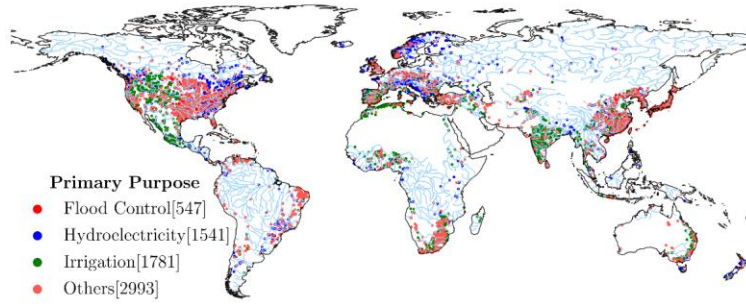 Primary Purpose
Flood Control[547]
Hydroelectricity[1541]
Irrigation[1781]
Others[2993]